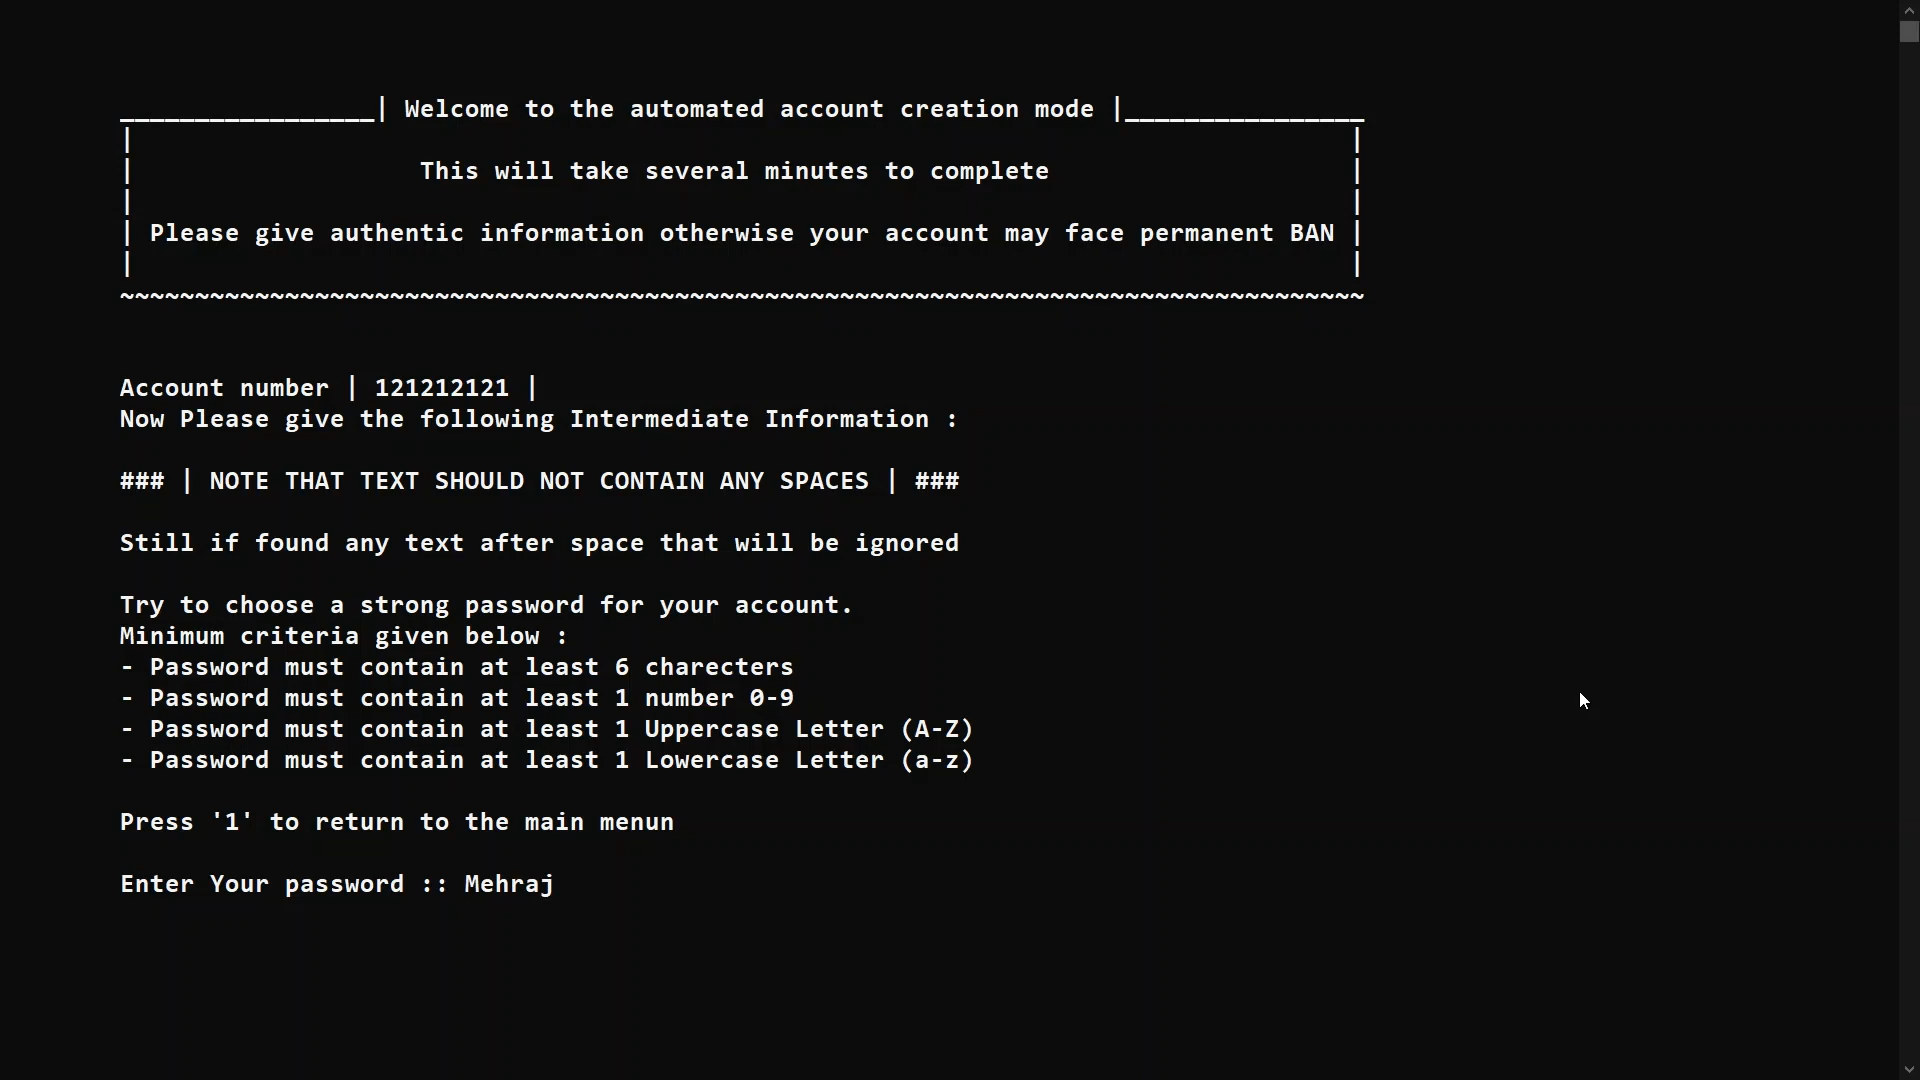 _________________| Welcome to the automated account creation mode |________________
|                                                                                  |
|                   This will take several minutes to complete                     |
|                                                                                  |
| Please give authentic information otherwise your account may face permanent BAN |
|                                                                                  |
~~~~~~~~~~~~~~~~~~~~~~~~~~~~~~~~~~~~~~~~~~~~~~~~~~~~~~~~~~~~~~~~~~~~~~~~~~~~~~~~~~~
Account number | 121212121 |
Now Please give the following Intermediate Information :
### | NOTE THAT TEXT SHOULD NOT CONTAIN ANY SPACES | ###
Still if found any text after space that will be ignored
Try to choose a strong password for your account.
Minimum criteria given below :
- Password must contain at least 6 charecters
- Password must contain at least 1 number 0-9
- Password must contain at least 1 Uppercase Letter (A-Z)
- Password must contain at least 1 Lowercase Letter (a-z)
Press '1' to return to the main menun
Enter Your password :: Mehraj